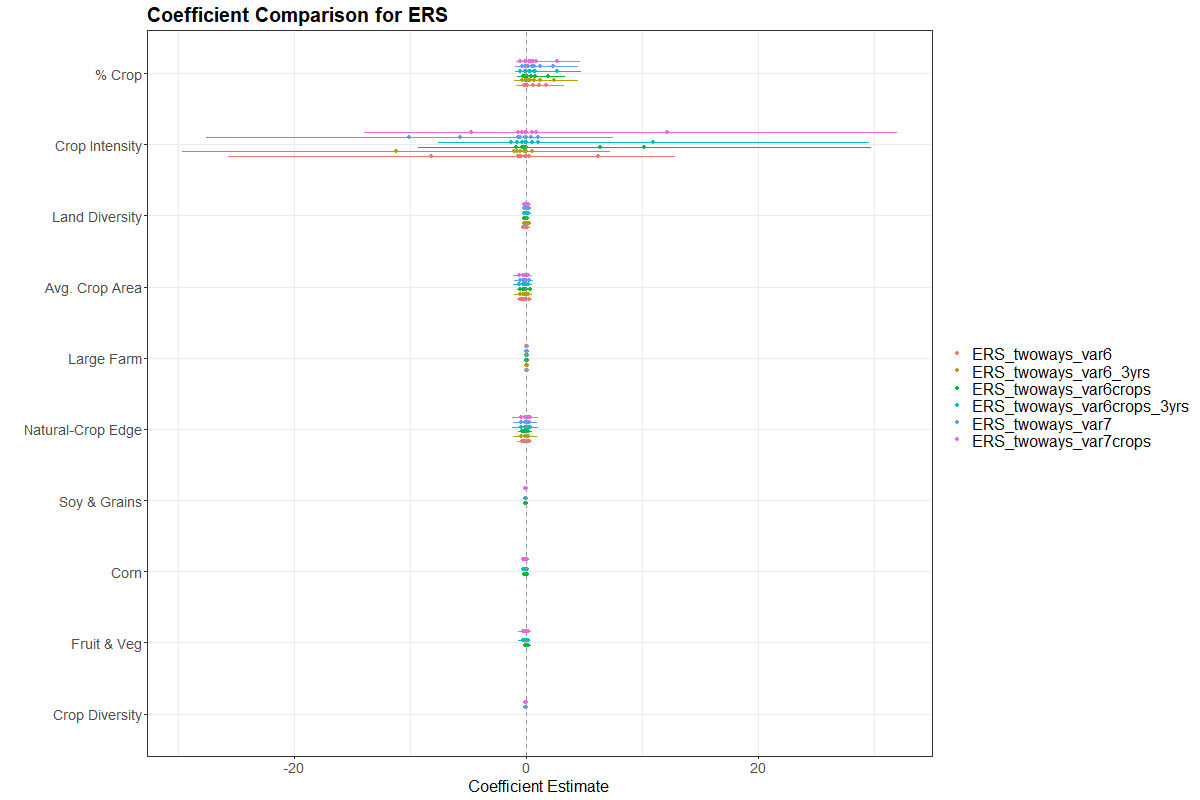 Coefficient Comparison for ERS
% Crop
Crop Intensity
Land Diversity
Avg. Crop Area
Large Farm
Natural-Crop Edge
Soy & Grains
Corn
Fruit & Veg
Crop Diversity
-20
0
20
Coefficient Estimate
ERS_twoways_var6
ERS_twoways_var6_3yrs
ERS_twoways_var6crops
ERS_twoways_var6crops_3yrs
ERS_twoways_var7
ERS_twoways_var7crops